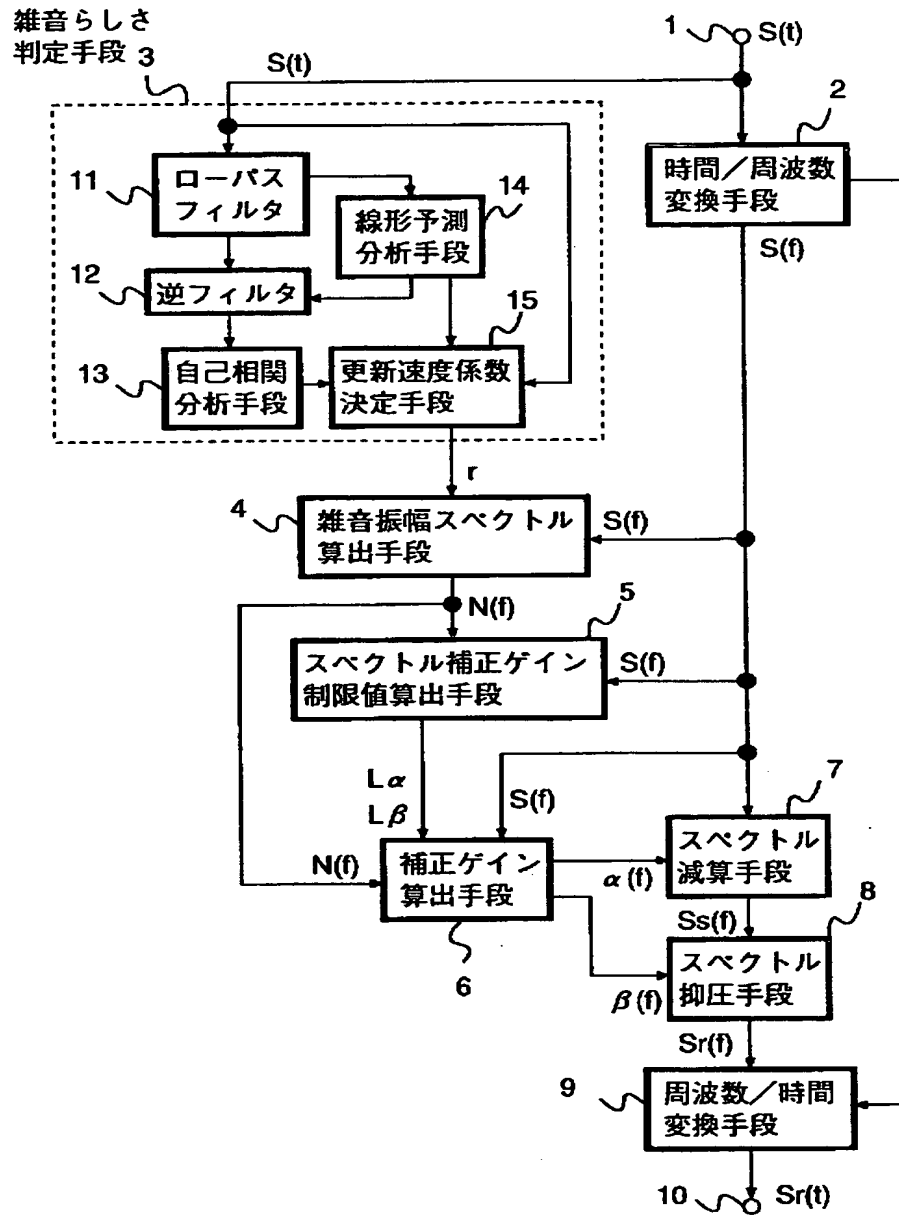 雑音らしさ
判定手段 3
1
S(t)
S(t)
2
時間／周波数
変換手段
S(f)
11
ローパス
フィルタ
14
線形予測
分析手段
12
逆フィルタ
15
13
自己相関
分析手段
更新速度係数
決定手段
r
4
雑音振幅スペクトル
算出手段
S(f)
N(f)
5
スペクトル補正ゲイン
制限値算出手段
S(f)
Lα
Lβ
S(f)
7
スペクトル
減算手段
N(f)
補正ゲイン
算出手段
α(f)
6
Ss(f)
8
スペクトル
抑圧手段
β(f)
Sr(f)
9
周波数／時間
変換手段
10
Sr(t)